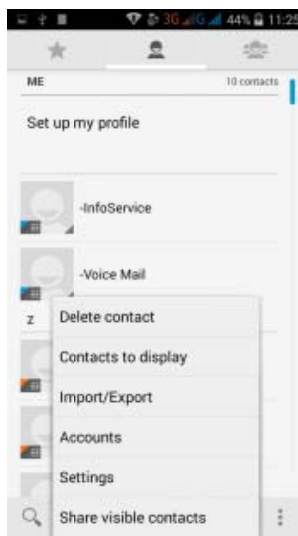 3G G 44% 11:25
ME 10 contacts
Set up my profile
-InfoService
-Voice Mail
Z
Delete contact
Contacts to display
Import/Export
Accounts
Settings
Share visible contacts